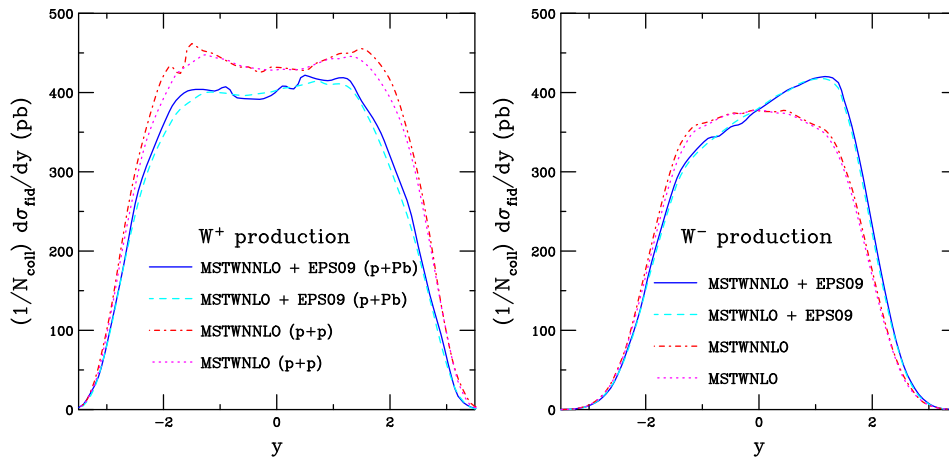 (1/N_coll) dσ_fid/dy (pb)
500
400
300
200
100
0
W⁺ production
MSTWNNLO + EPS09 (p+Pb)
MSTWNLO + EPS09 (p+Pb)
MSTWNNLO (p+p)
MSTWNLO (p+p)
−2 0 2
y
(1/N_coll) dσ_fid/dy (pb)
500
400
300
200
100
0
W⁻ production
MSTWNNLO + EPS09
MSTWNLO + EPS09
MSTWNNLO
MSTWNLO
−2 0 2
y